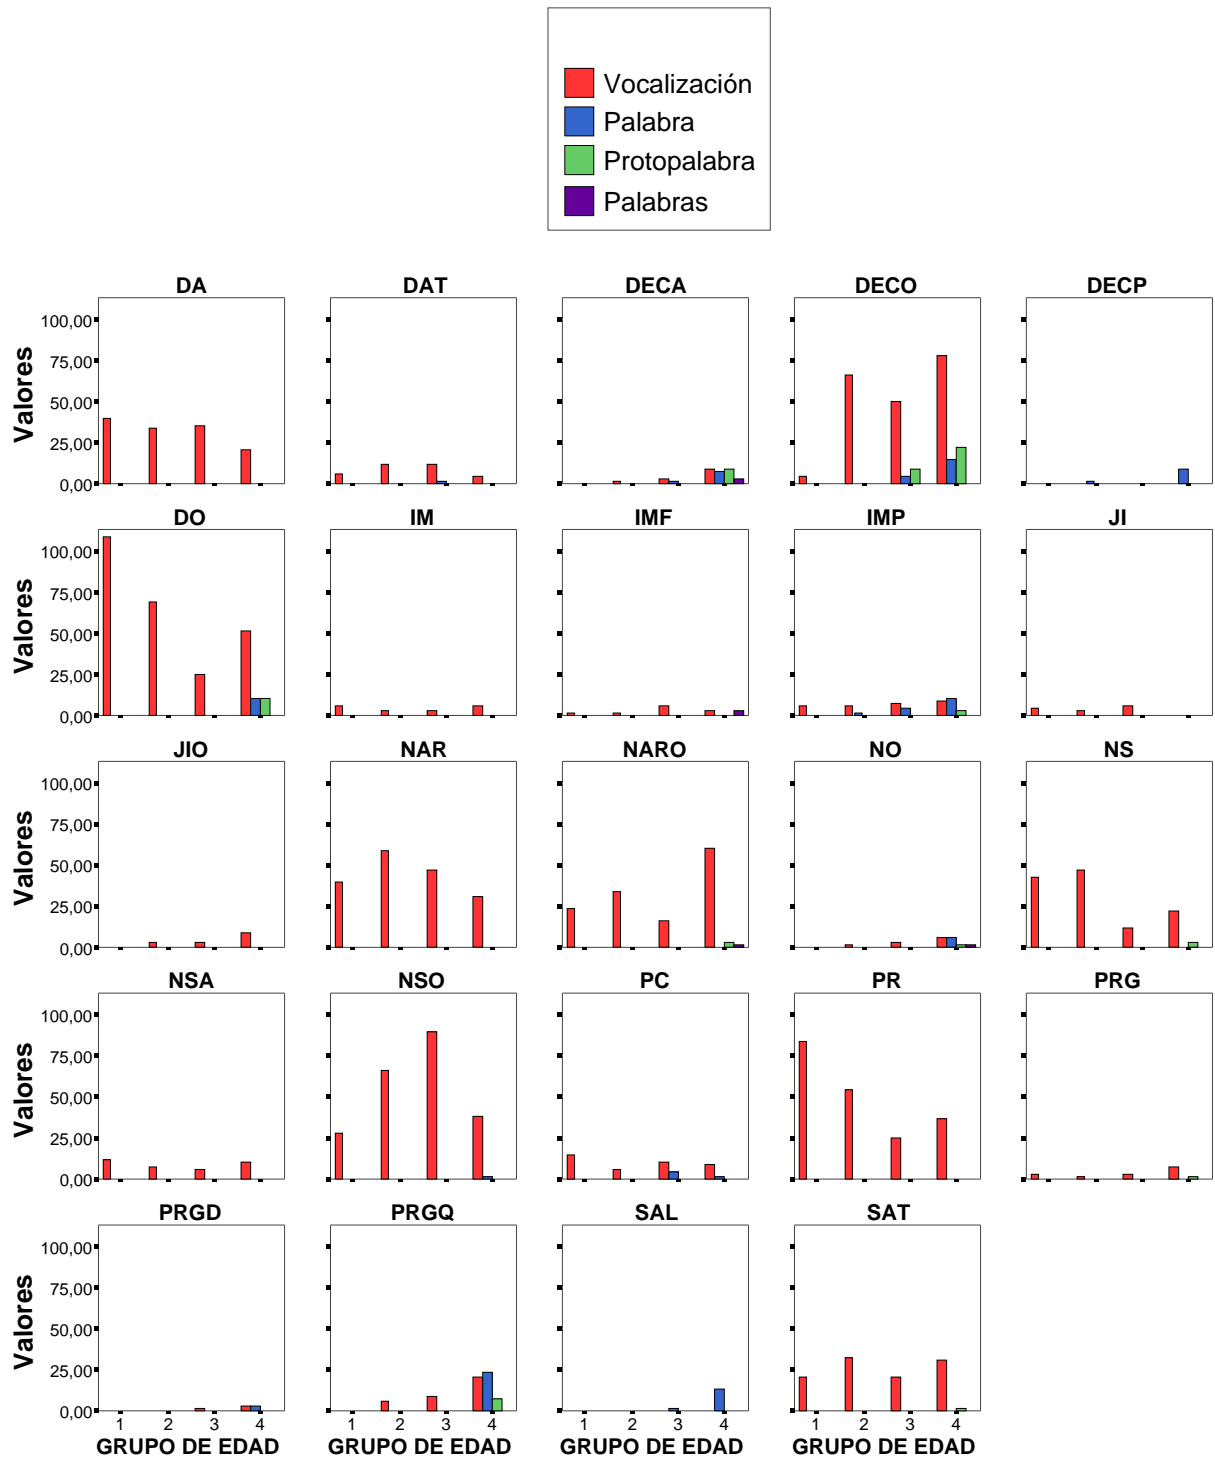 Vocalización
Palabra
Protopalabra
Palabras
DA DAT DECA DECO DECP
Valores
100,00
75,00
50,00
25,00
0,00
DO IM IMF IMP JI
Valores
100,00
75,00
50,00
25,00
0,00
JIO NAR NARO NO NS
Valores
100,00
75,00
50,00
25,00
0,00
NSA NSO PC PR PRG
Valores
100,00
75,00
50,00
25,00
0,00
PRGD PRGQ SAL SAT
Valores
100,00
75,00
50,00
25,00
0,00
1 2 3 4 1 2 3 4 1 2 3 4 1 2 3 4
GRUPO DE EDAD GRUPO DE EDAD GRUPO DE EDAD GRUPO DE EDAD